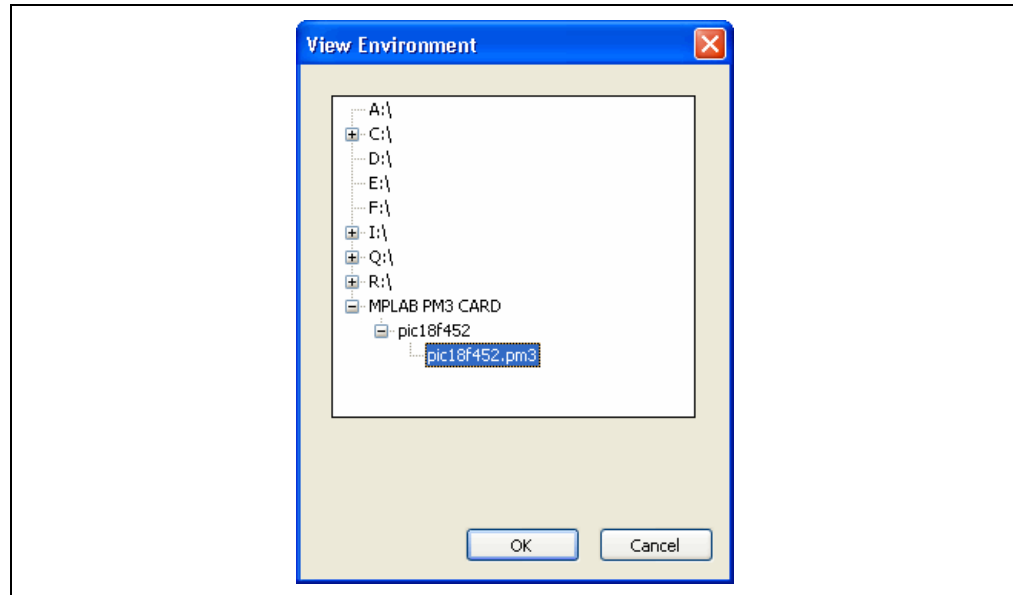 View Environment
A:\
C:\
D:\
E:\
F:\
I:\
Q:\
R:\
MPLAB PM3 CARD
pic18f452
pic18f452.pm3
OK Cancel